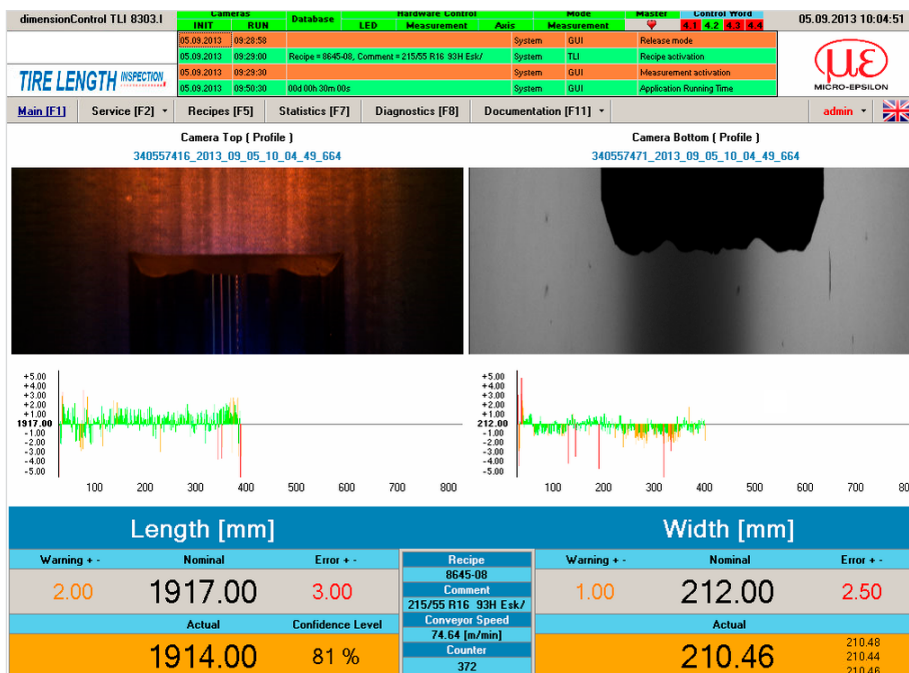 dimensionControl TLI 8303.I
Cameras
Database
Hardware Control
Mode
Master
Control Word
05.09.2013 10:04:51
INIT RUN LED Measurement Axis Measurement 4.1 4.2 4.3 4.4
05.09.2013 09:28:58 System GUI Release mode
05.09.2013 09:29:00 Recipe = 8645-08, Comment = 215/55 R16 93H Esk/ System TLI Recipe activation
05.09.2013 09:29:30 System GUI Measurement activation
05.09.2013 09:50:30 00d 00h 30m 00s System GUI Application Running Time
TIRE LENGTH INSPECTION
µε
MICRO-EPSILON
Main [F1] Service [F2] Recipes [F5] Statistics [F7] Diagnostics [F8] Documentation [F11] admin
Camera Top ( Profile )
340557416_2013_09_05_10_04_49_664
Camera Bottom ( Profile )
340557471_2013_09_05_10_04_49_664
+5.00
+4.00
+3.00
+2.00
+1.00
1917.00
-1.00
-2.00
-3.00
-4.00
-5.00
100 200 300 400 500 600 700 800
+5.00
+4.00
+3.00
+2.00
+1.00
212.00
-1.00
-2.00
-3.00
-4.00
-5.00
100 200 300 400 500 600 700 80
Length [mm]
Warning + - Nominal Error + -
2.00 1917.00 3.00
Actual Confidence Level
1914.00 81 %
Recipe
8645-08
Comment
215/55 R16 93H Esk/
Conveyor Speed
74.64 [m/min]
Counter
372
Width [mm]
Warning + - Nominal Error + -
1.00 212.00 2.50
Actual
210.46
210.48
210.44
210.46